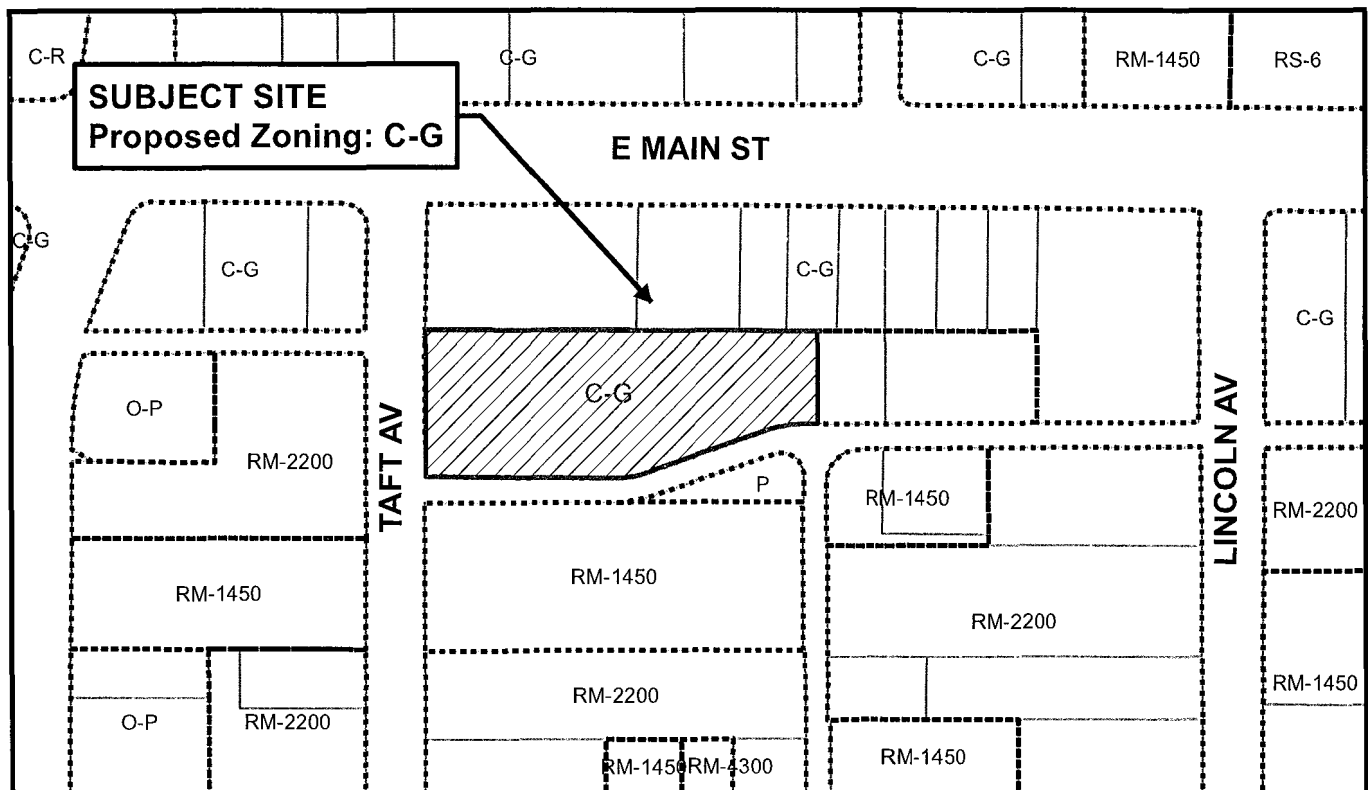 C-R
C-G
C-G
RM-1450
RS-6
SUBJECT SITE
Proposed Zoning: C-G
E MAIN ST
C-G
C-G
C-G
C-G
C-G
O-P
RM-2200
TAFT AV
LINCOLN AV
P
RM-1450
RM-2200
RM-1450
RM-1450
RM-2200
RM-2200
RM-1450
O-P
RM-2200
RM-1450
RM-4300
RM-1450